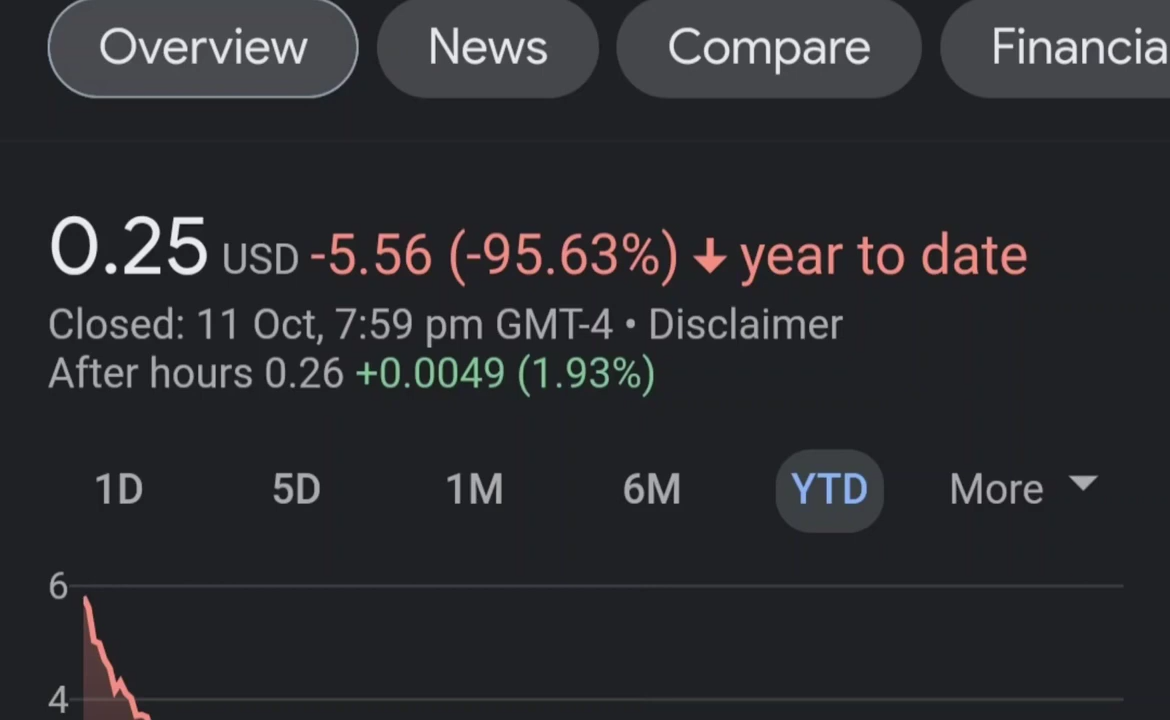 Overview News Compare Financia
0.25 USD -5.56 (-95.63%) ↓ year to date
Closed: 11 Oct, 7:59 pm GMT-4 • Disclaimer
After hours 0.26 +0.0049 (1.93%)
1D 5D 1M 6M YTD More
6
4